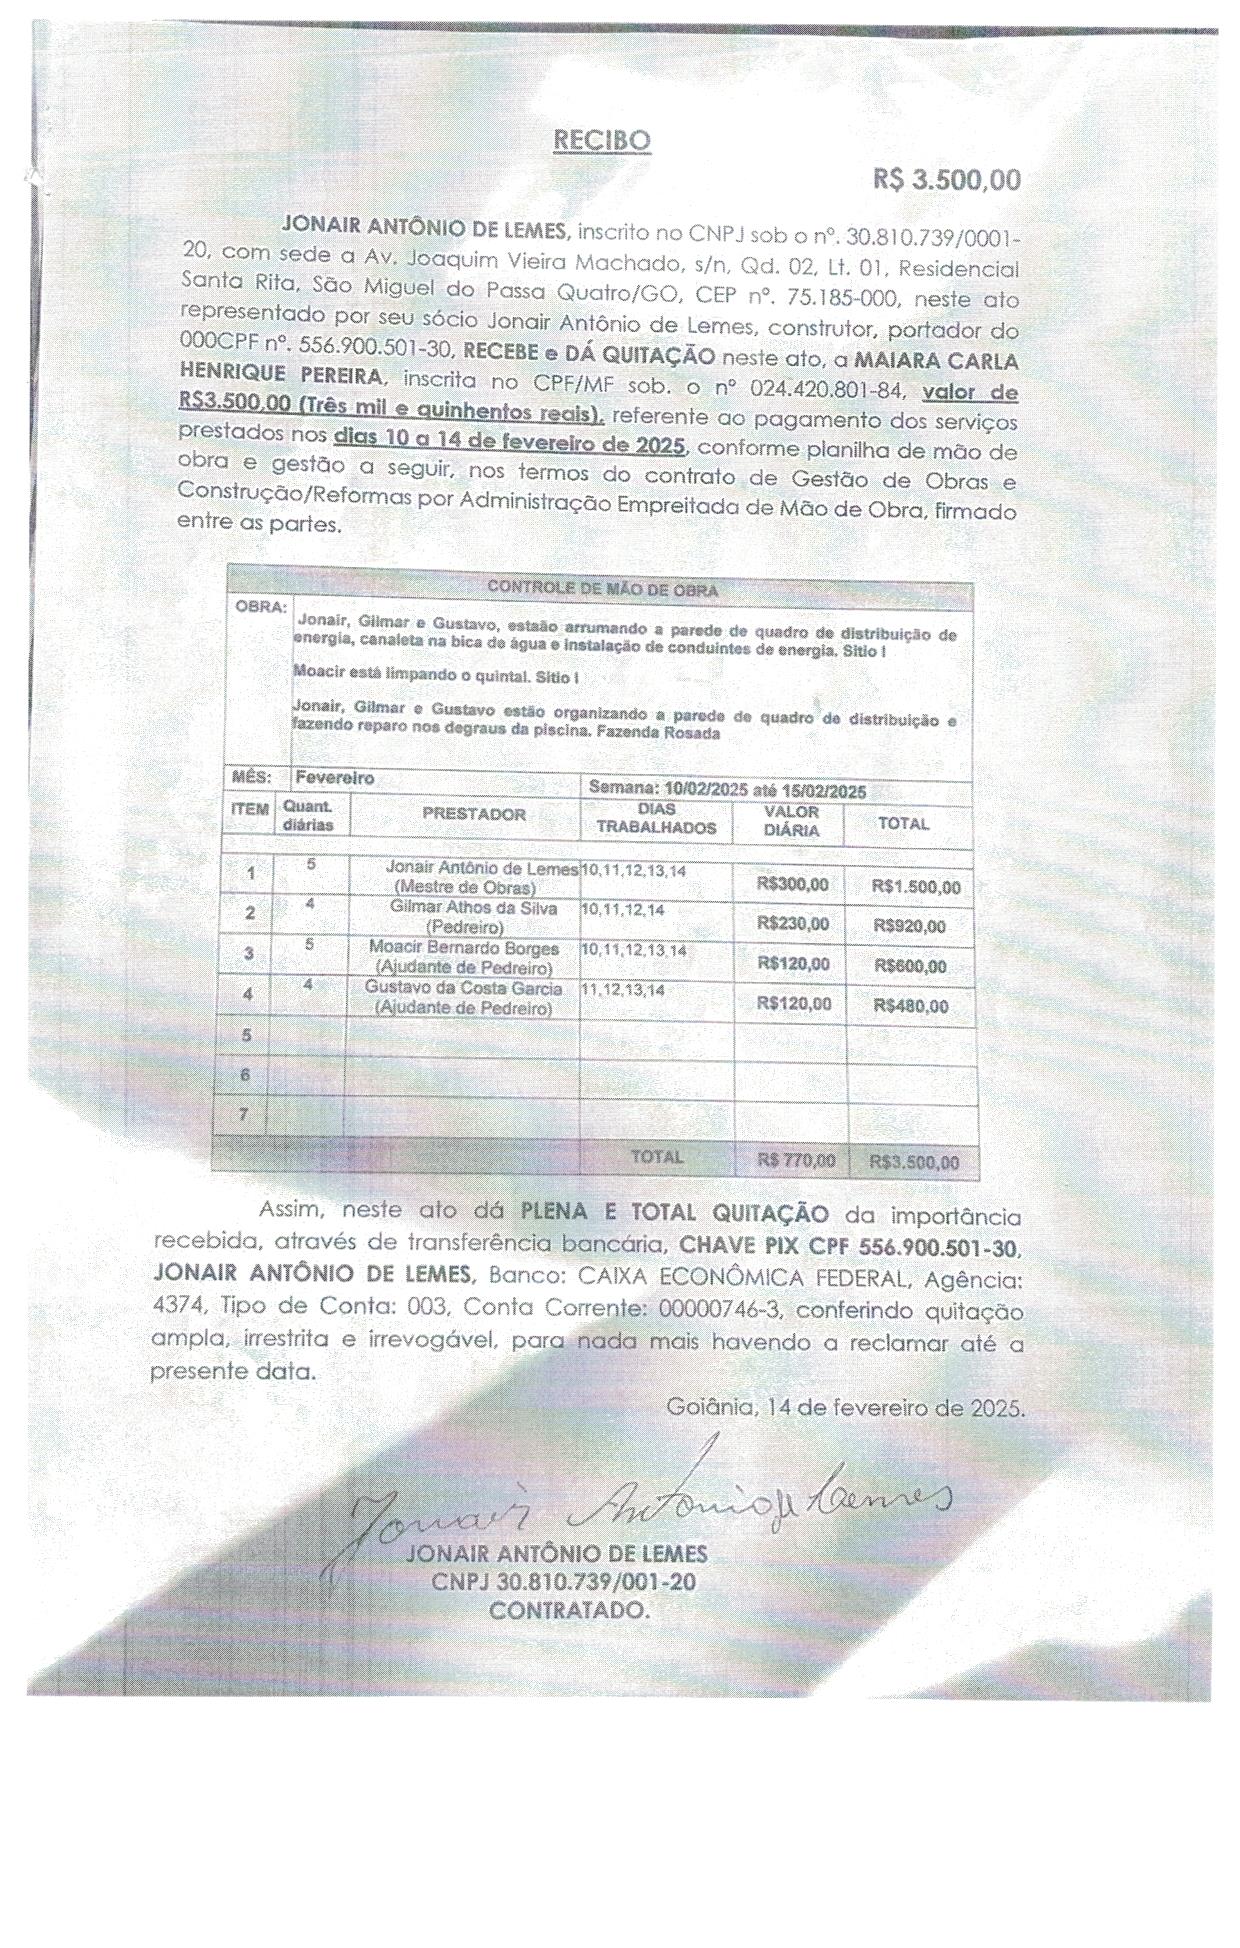 RECIBO
R$ 3.500,00
JONAIR ANTÔNIO DE LEMES, inscrito no CNPJ sob o nº. 30.810.739/0001-
20, com sede a Av. Joaquim Vieira Machado, s/n, Qd. 02, Lt. 01, Residencial
Santa Rita, São Miguel do Passa Quatro/GO, CEP nº. 75.185-000, neste ato
representado por seu sócio Jonair Antônio de Lemes, construtor, portador do
000CPF nº. 556.900.501-30, RECEBE e DÁ QUITAÇÃO neste ato, a MAIARA CARLA
HENRIQUE PEREIRA, inscrita no CPF/MF sob. o nº 024.420.801-84, valor de
R$3.500,00 (Três mil e quinhentos reais), referente ao pagamento dos serviços
prestados nos dias 10 a 14 de fevereiro de 2025, conforme planilha de mão de
obra e gestão a seguir, nos termos do contrato de Gestão de Obras e
Construção/Reformas por Administração Empreitada de Mão de Obra, firmado
entre as partes.
CONTROLE DE MÃO DE OBRA
OBRA: Jonair, Gilmar e Gustavo, estaão arrumando a parede de quadro de distribuição de
energia, canaleta na bica de água e instalação de conduintes de energia. Sitio I
Moacir está limpando o quintal. Sitio I
Jonair, Gilmar e Gustavo estão organizando a parede de quadro de distribuição e
fazendo reparo nos degraus da piscina. Fazenda Rosada
MÊS: Fevereiro Semana: 10/02/2025 até 15/02/2025
ITEM Quant. diárias PRESTADOR DIAS TRABALHADOS VALOR DIÁRIA TOTAL
1 5 Jonair Antônio de Lemes (Mestre de Obras) 10,11,12,13,14 R$300,00 R$1.500,00
2 4 Gilmar Athos da Silva (Pedreiro) 10,11,12,14 R$230,00 R$920,00
3 5 Moacir Bernardo Borges (Ajudante de Pedreiro) 10,11,12,13,14 R$120,00 R$600,00
4 4 Gustavo da Costa Garcia (Ajudante de Pedreiro) 11,12,13,14 R$120,00 R$480,00
5
6
7
TOTAL R$ 770,00 R$3.500,00
Assim, neste ato dá PLENA E TOTAL QUITAÇÃO da importância
recebida, através de transferência bancária, CHAVE PIX CPF 556.900.501-30,
JONAIR ANTÔNIO DE LEMES, Banco: CAIXA ECONÔMICA FEDERAL, Agência:
4374, Tipo de Conta: 003, Conta Corrente: 00000746-3, conferindo quitação
ampla, irrestrita e irrevogável, para nada mais havendo a reclamar até a
presente data.
Goiânia, 14 de fevereiro de 2025.
Jonair Antonio de Lemes
JONAIR ANTÔNIO DE LEMES
CNPJ 30.810.739/001-20
CONTRATADO.